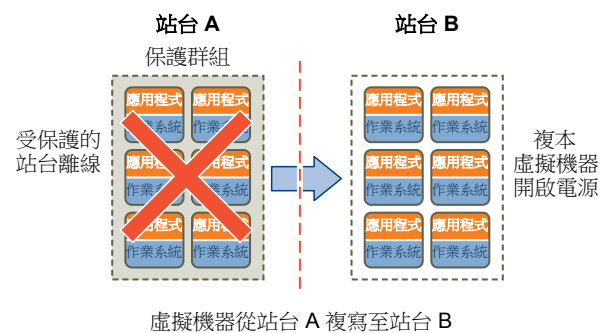 站台 A
站台 B
保護群組
受保護的
站台離線
應用程式 應用程式
作業系統 作業系統
應用程式 應用程式
作業系統 作業系統
應用程式 應用程式
作業系統 作業系統
應用程式 應用程式
作業系統 作業系統
應用程式 應用程式
作業系統 作業系統
應用程式 應用程式
作業系統 作業系統
複本
虛擬機器
開啟電源
虛擬機器從站台 A 複寫至站台 B